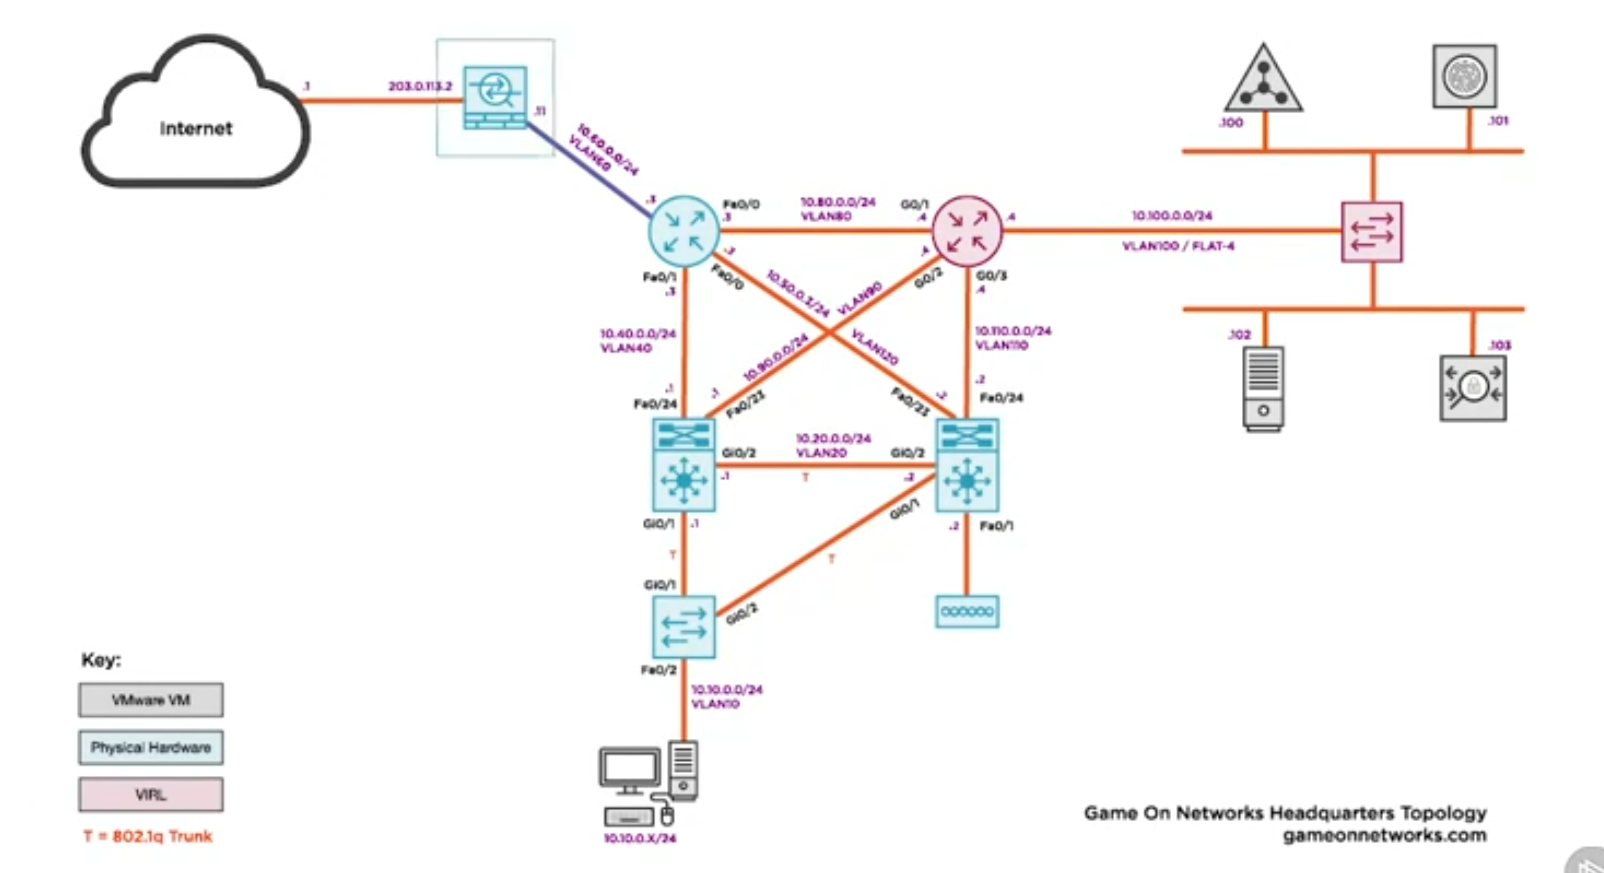 Internet
.1
203.0.113.2
.11
10.60.0.0/24
VLAN60
.3
Fa0/0
.3
10.80.0.0/24
VLAN80
G0/1
.4
.4
10.100.0.0/24
VLAN100 / FLAT-4
.100
.101
.102
.103
Fa0/1
.3
.3
Fa0/0
10.50.0.3/24
VLAN120
VLAN90
10.90.0.0/24
.4
G0/2
G0/3
.4
10.40.0.0/24
VLAN40
10.110.0.0/24
VLAN110
.1
Fa0/24
.1
Fa0/23
Fa0/23
.2
.2
Fa0/24
Gi0/2
.1
10.20.0.0/24
VLAN20
T
Gi0/2
.2
Gi0/1
.1
T
Gi0/1
T
.2
Fa0/1
Gi0/1
Gi0/2
Fa0/2
10.10.0.0/24
VLAN10
10.10.0.X/24
Key:
VMware VM
Physical Hardware
VIRL
T = 802.1q Trunk
Game On Networks Headquarters Topology
gameonnetworks.com